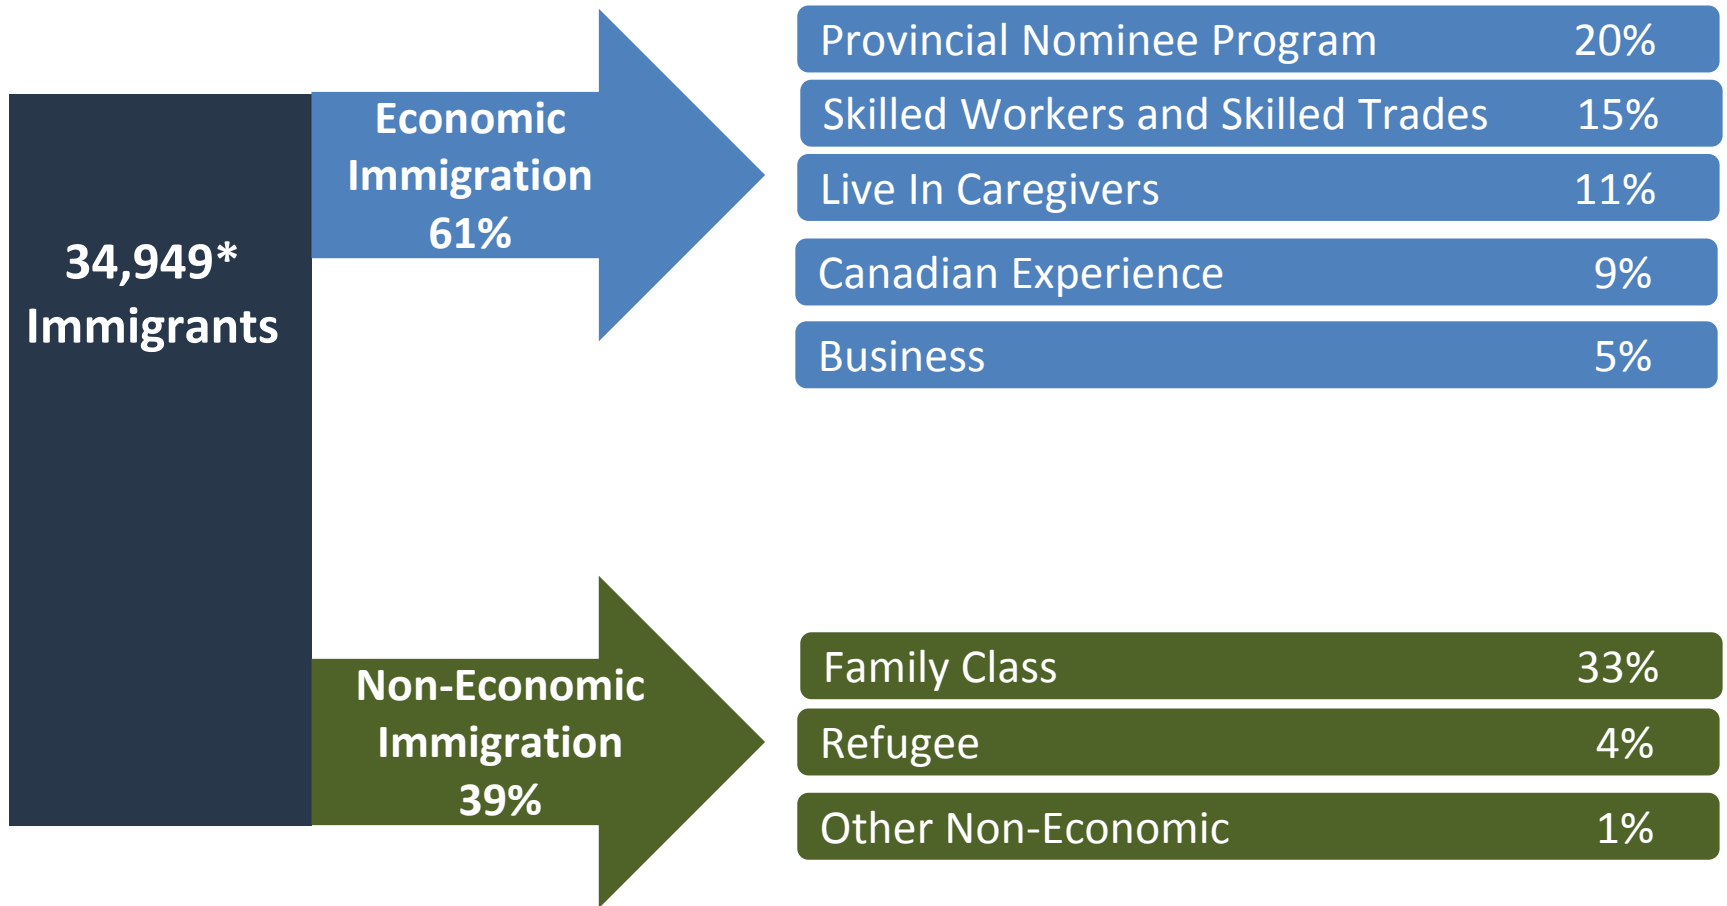 34,949*
Immigrants
Economic
Immigration
61%
Provincial Nominee Program 20%
Skilled Workers and Skilled Trades 15%
Live In Caregivers 11%
Canadian Experience 9%
Business 5%
Non-Economic
Immigration
39%
Family Class 33%
Refugee 4%
Other Non-Economic 1%